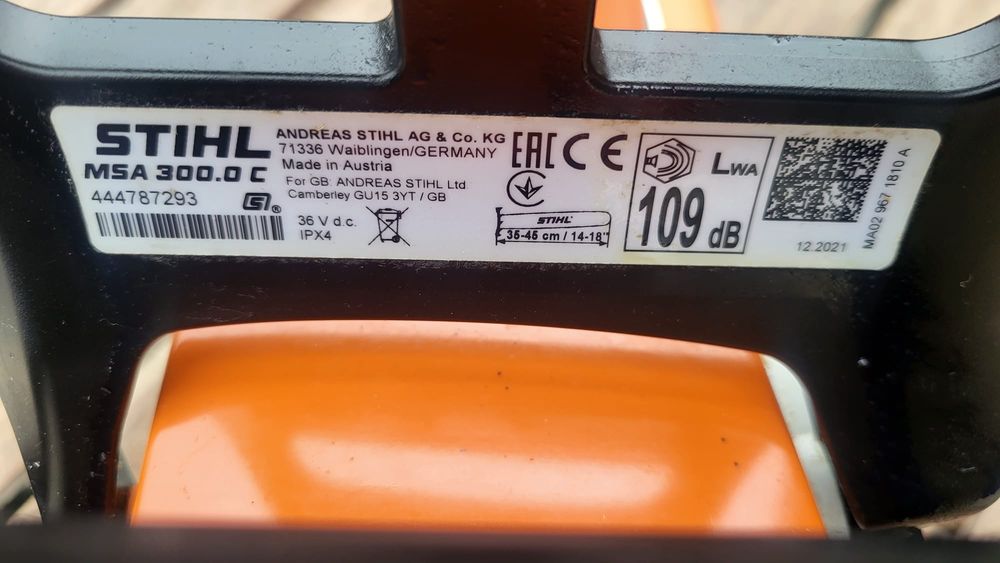 STIHL
MSA 300.0 C
444787293
®
ANDREAS STIHL AG & Co. KG
71336 Waiblingen/GERMANY
Made in Austria
For GB: ANDREAS STIHL Ltd
Camberley GU15 3YT / GB
36 V d.c.
IPX4
EAC CE
STIHL
35-45 cm / 14-18"
LWA
109 dB
12.2021
MA02 967 1810 A